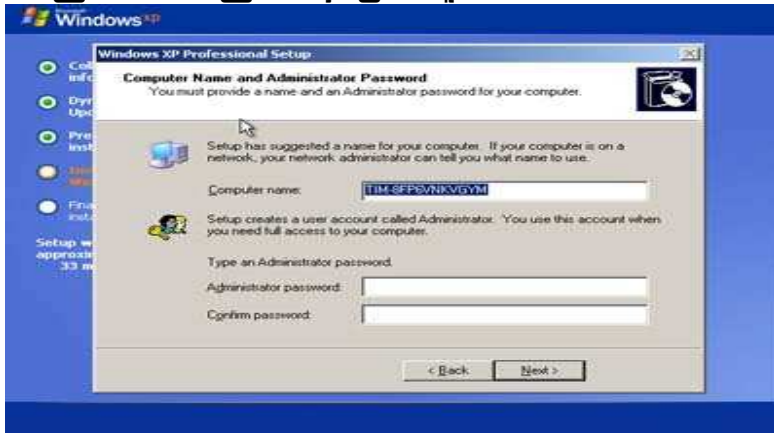 Windows xp
Windows XP Professional Setup
Computer Name and Administrator Password
You must provide a name and an Administrator password for your computer.
Setup has suggested a name for your computer. If your computer is on a
network, your network administrator can tell you what name to use.
Computer name:
Setup creates a user account called Administrator. You use this account when
you need full access to your computer.
Type an Administrator password.
Administrator password:
Confirm password:
< Back
Next >
Setup w
approxim
33 m